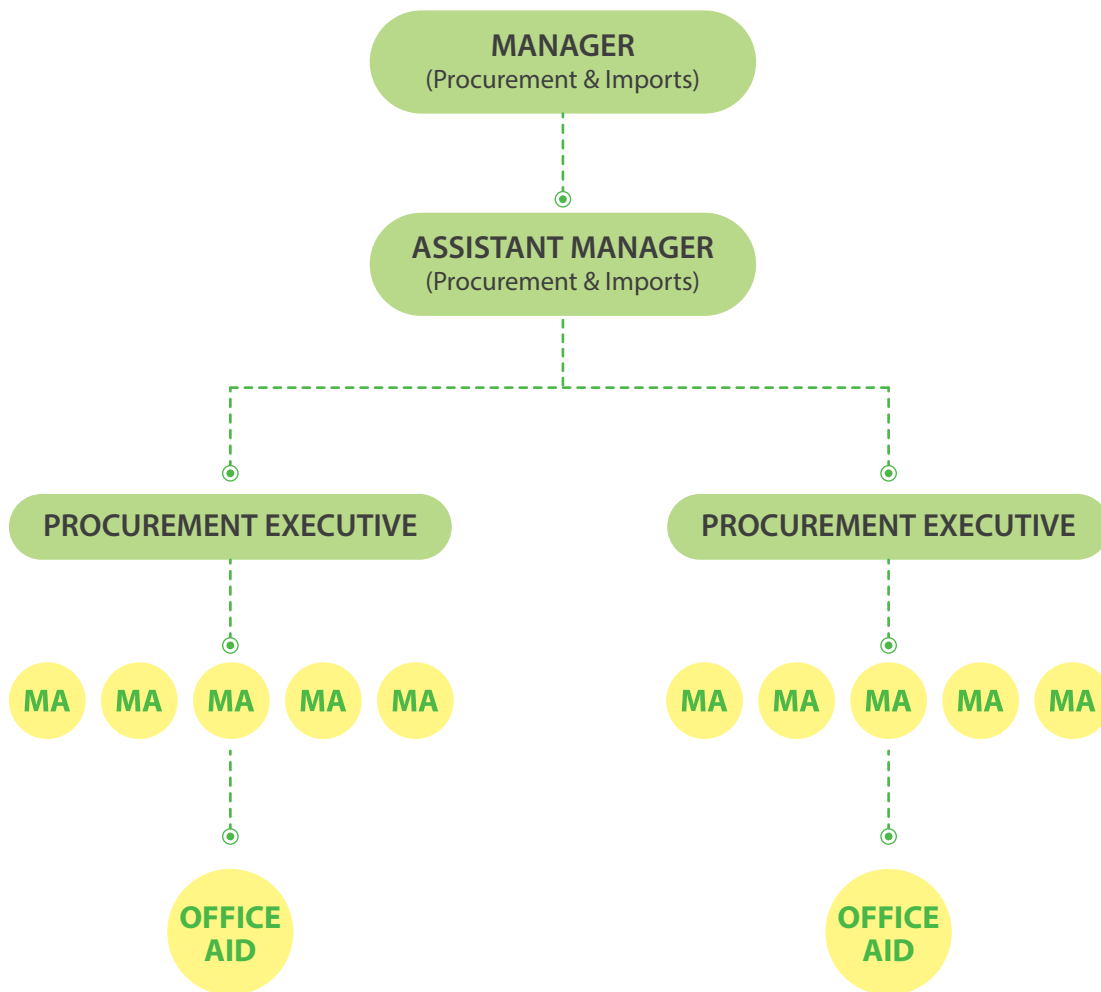 MANAGER
(Procurement & Imports)
ASSISTANT MANAGER
(Procurement & Imports)
PROCUREMENT EXECUTIVE
PROCUREMENT EXECUTIVE
MA MA MA MA MA
MA MA MA MA MA
OFFICE
AID
OFFICE
AID